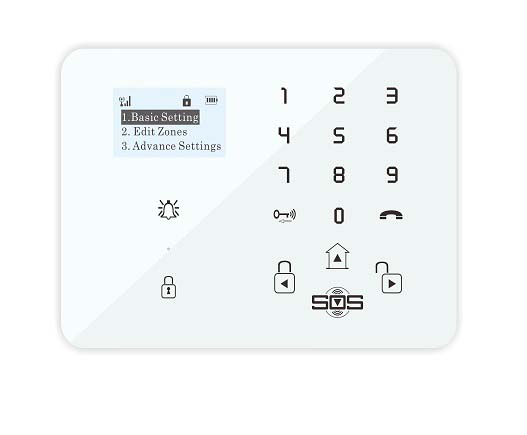 1.Basic Setting
2. Edit Zones
3. Advance Settings
1 2 3
4 5 6
7 8 9
0
SOS